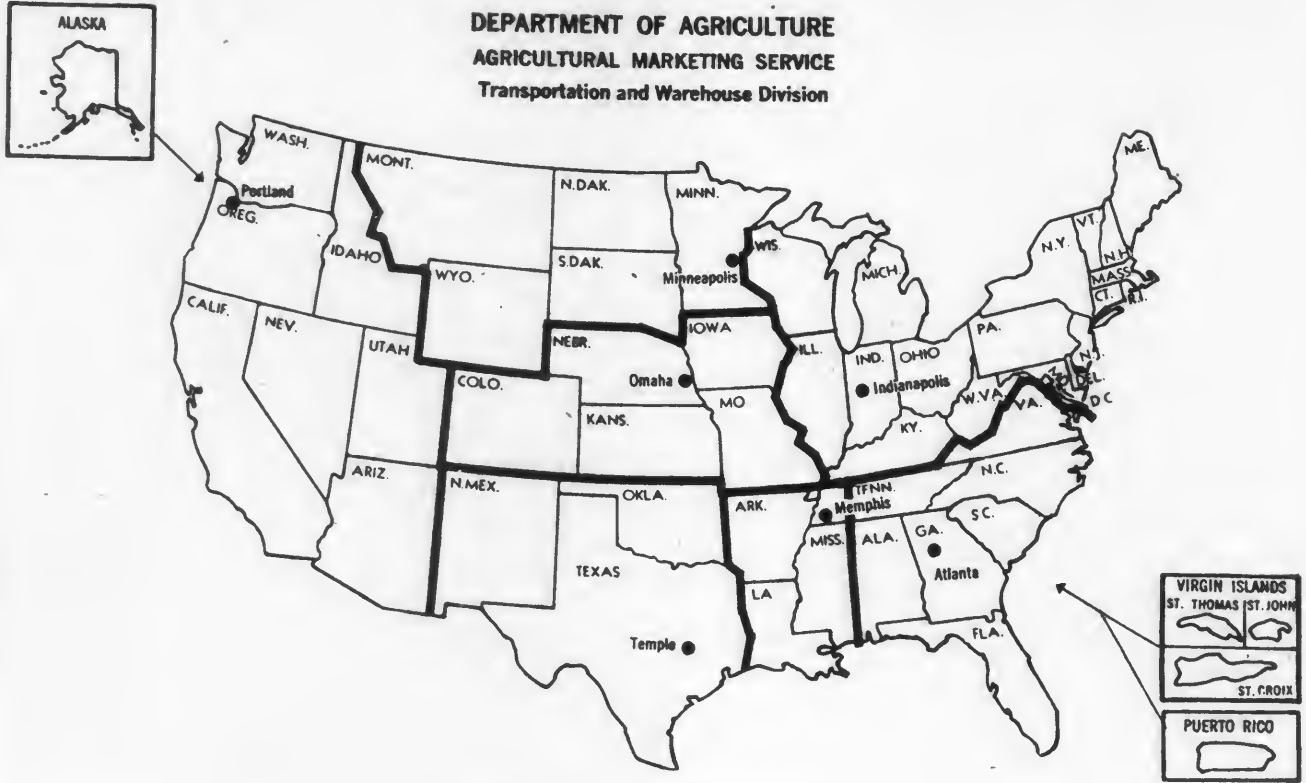 DEPARTMENT OF AGRICULTURE
AGRICULTURAL MARKETING SERVICE
Transportation and Warehouse Division
ALASKA
WASH.
Portland
OREG.
IDAHO
MONT.
WYO.
N.DAK.
S.DAK.
MINN.
Minneapolis
WIS.
MICH.
CALIF.
NEV.
UTAH
COLO.
NEBR.
Omaha
KANS.
IOWA
MO
ILL.
IND.
Indianapolis
OHIO
KY.
W.VA.
VA.
PA.
N.Y.
VT.
N.H
ME.
MASS
CT.
R.I.
N.J.
DEL.
D C
ARIZ.
N.MEX.
OKLA.
TEXAS
Temple
ARK.
LA
TENN.
Memphis
MISS.
ALA.
GA.
Atlanta
N.C.
S.C.
FLA.
VIRGIN ISLANDS
ST. THOMAS
ST. JOHN
ST. CROIX
PUERTO RICO